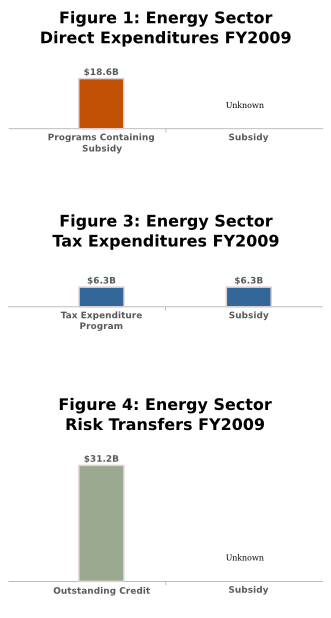 Figure 1: Energy Sector
Direct Expenditures FY2009
$18.6B
Unknown
Programs Containing
Subsidy
Subsidy
Figure 3: Energy Sector
Tax Expenditures FY2009
$6.3B
$6.3B
Tax Expenditure
Program
Subsidy
Figure 4: Energy Sector
Risk Transfers FY2009
$31.2B
Unknown
Outstanding Credit
Subsidy